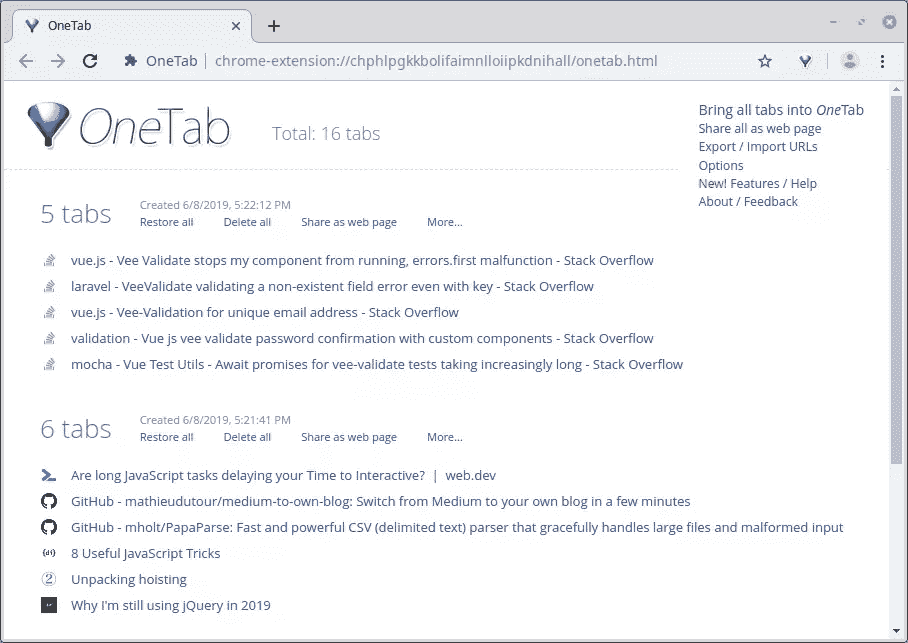 OneTab
OneTab chrome-extension://chphlpgkkbolifaimnlloiipkdnihall/onetab.html
OneTab
Total: 16 tabs
Bring all tabs into OneTab
Share all as web page
Export / Import URLs
Options
New! Features / Help
About / Feedback
5 tabs
Created 6/8/2019, 5:22:12 PM
Restore all Delete all Share as web page More...
vue.js - Vee Validate stops my component from running, errors.first malfunction - Stack Overflow
laravel - VeeValidate validating a non-existent field error even with key - Stack Overflow
vue.js - Vee-Validation for unique email address - Stack Overflow
validation - Vue js vee validate password confirmation with custom components - Stack Overflow
mocha - Vue Test Utils - Await promises for vee-validate tests taking increasingly long - Stack Overflow
6 tabs
Created 6/8/2019, 5:21:41 PM
Restore all Delete all Share as web page More...
Are long JavaScript tasks delaying your Time to Interactive? | web.dev
GitHub - mathieudutour/medium-to-own-blog: Switch from Medium to your own blog in a few minutes
GitHub - mholt/PapaParse: Fast and powerful CSV (delimited text) parser that gracefully handles large files and malformed input
8 Useful JavaScript Tricks
Unpacking hoisting
Why I'm still using jQuery in 2019